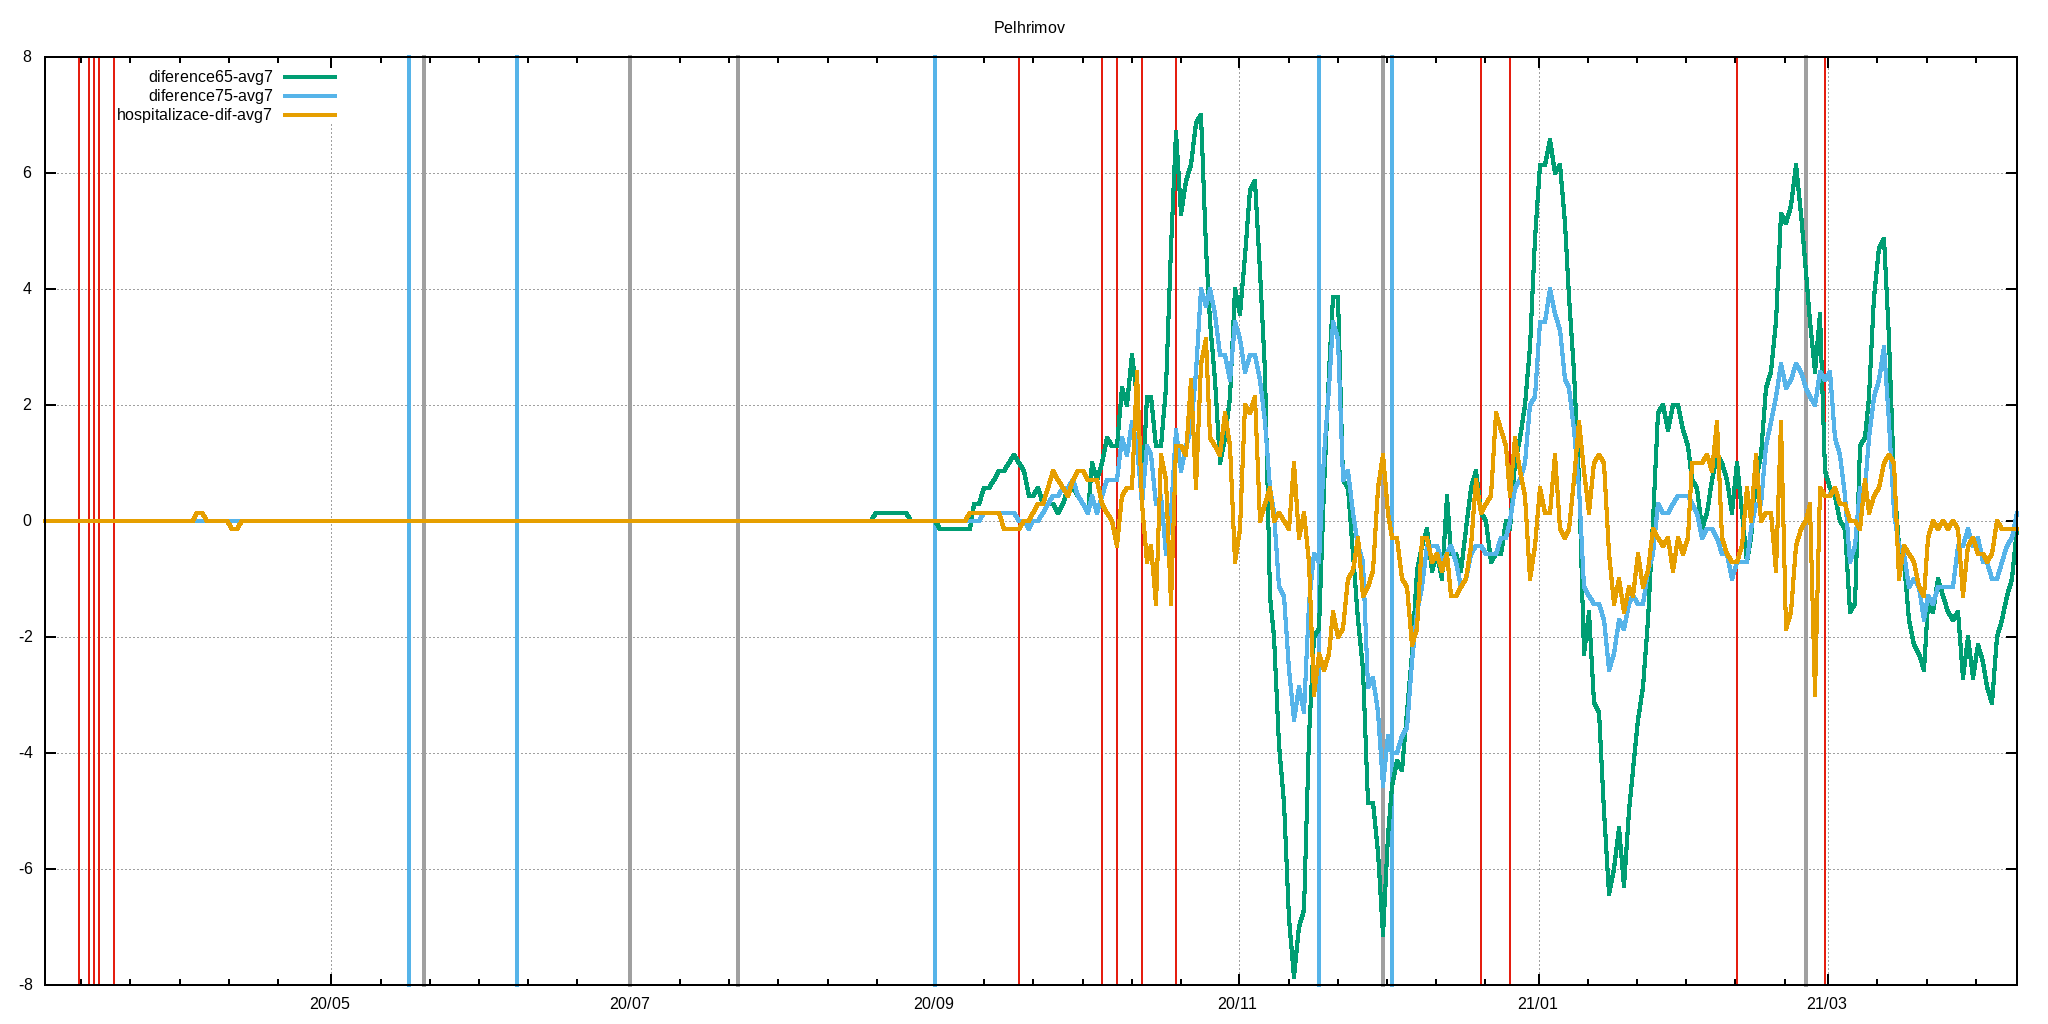 Pelhrimov
8
diference65-avg7
diference75-avg7
hospitalizace-dif-avg7
6
4
2
0
-2
-4
-6
-8
20/05 20/07 20/09 20/11 21/01 21/03